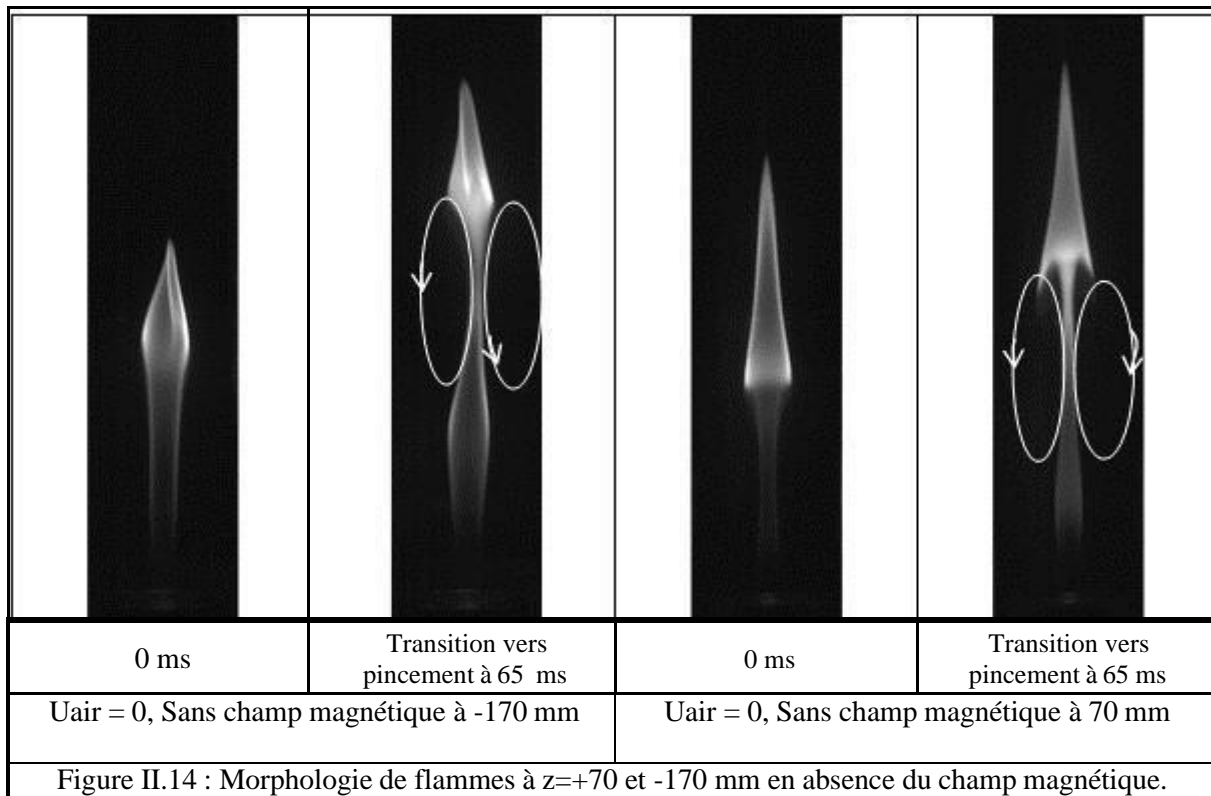 0 ms
Transition vers
pincement à 65 ms
0 ms
Transition vers
pincement à 65 ms
Uair = 0, Sans champ magnétique à -170 mm
Uair = 0, Sans champ magnétique à 70 mm
Figure II.14 : Morphologie de flammes à z=+70 et -170 mm en absence du champ magnétique.